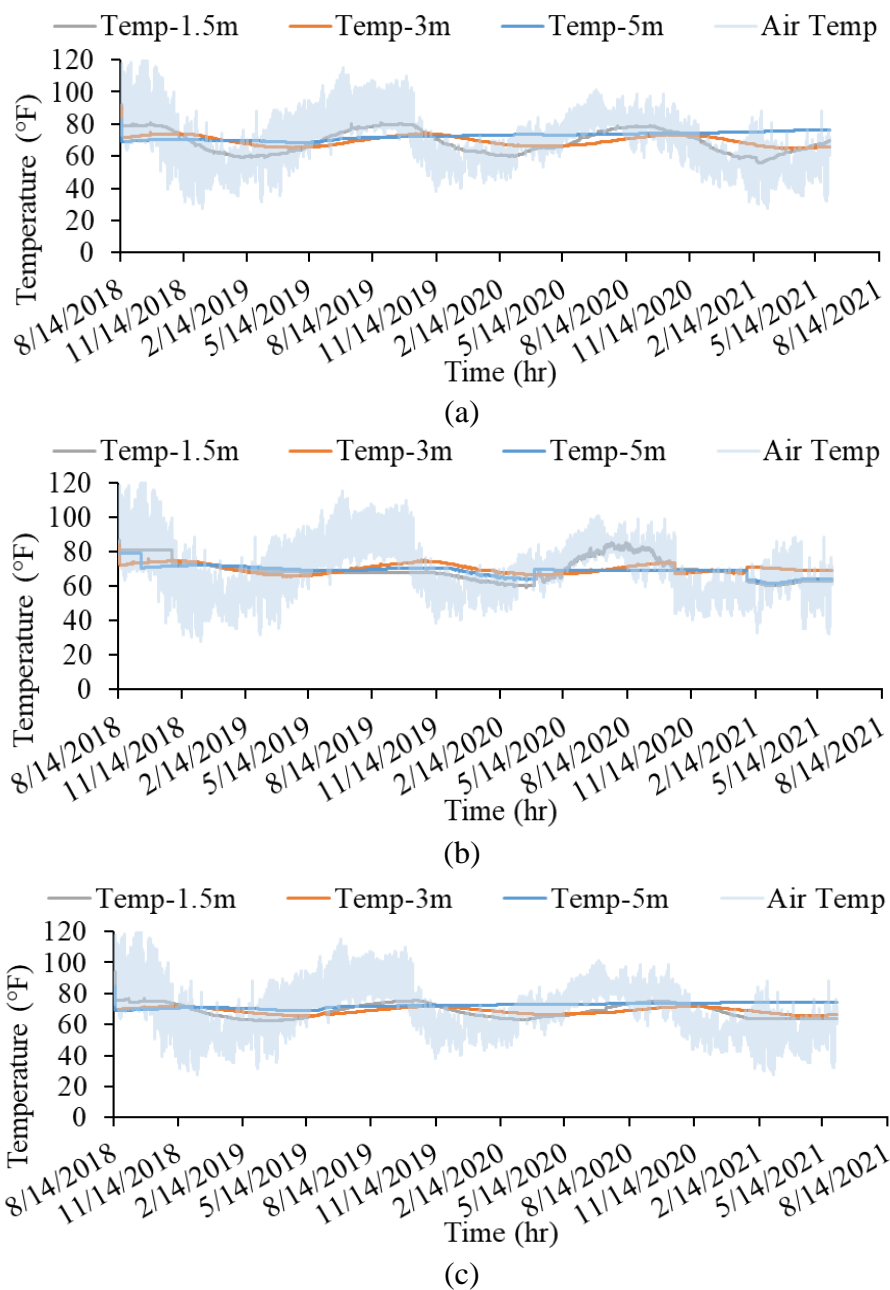 Temp-1.5m Temp-3m Temp-5m Air Temp
120
100
80
60
40
20
0
Temperature (°F)
8/14/2018 11/14/2018 2/14/2019 5/14/2019 8/14/2019 11/14/2019 2/14/2020 5/14/2020 8/14/2020 11/14/2020 2/14/2021 5/14/2021 8/14/2021
Time (hr)
(a)
Temp-1.5m Temp-3m Temp-5m Air Temp
120
100
80
60
40
20
0
Temperature (°F)
8/14/2018 11/14/2018 2/14/2019 5/14/2019 8/14/2019 11/14/2019 2/14/2020 5/14/2020 8/14/2020 11/14/2020 2/14/2021 5/14/2021 8/14/2021
Time (hr)
(b)
Temp-1.5m Temp-3m Temp-5m Air Temp
120
100
80
60
40
20
0
Temperature (°F)
8/14/2018 11/14/2018 2/14/2019 5/14/2019 8/14/2019 11/14/2019 2/14/2020 5/14/2020 8/14/2020 11/14/2020 2/14/2021 5/14/2021 8/14/2021
Time (hr)
(c)